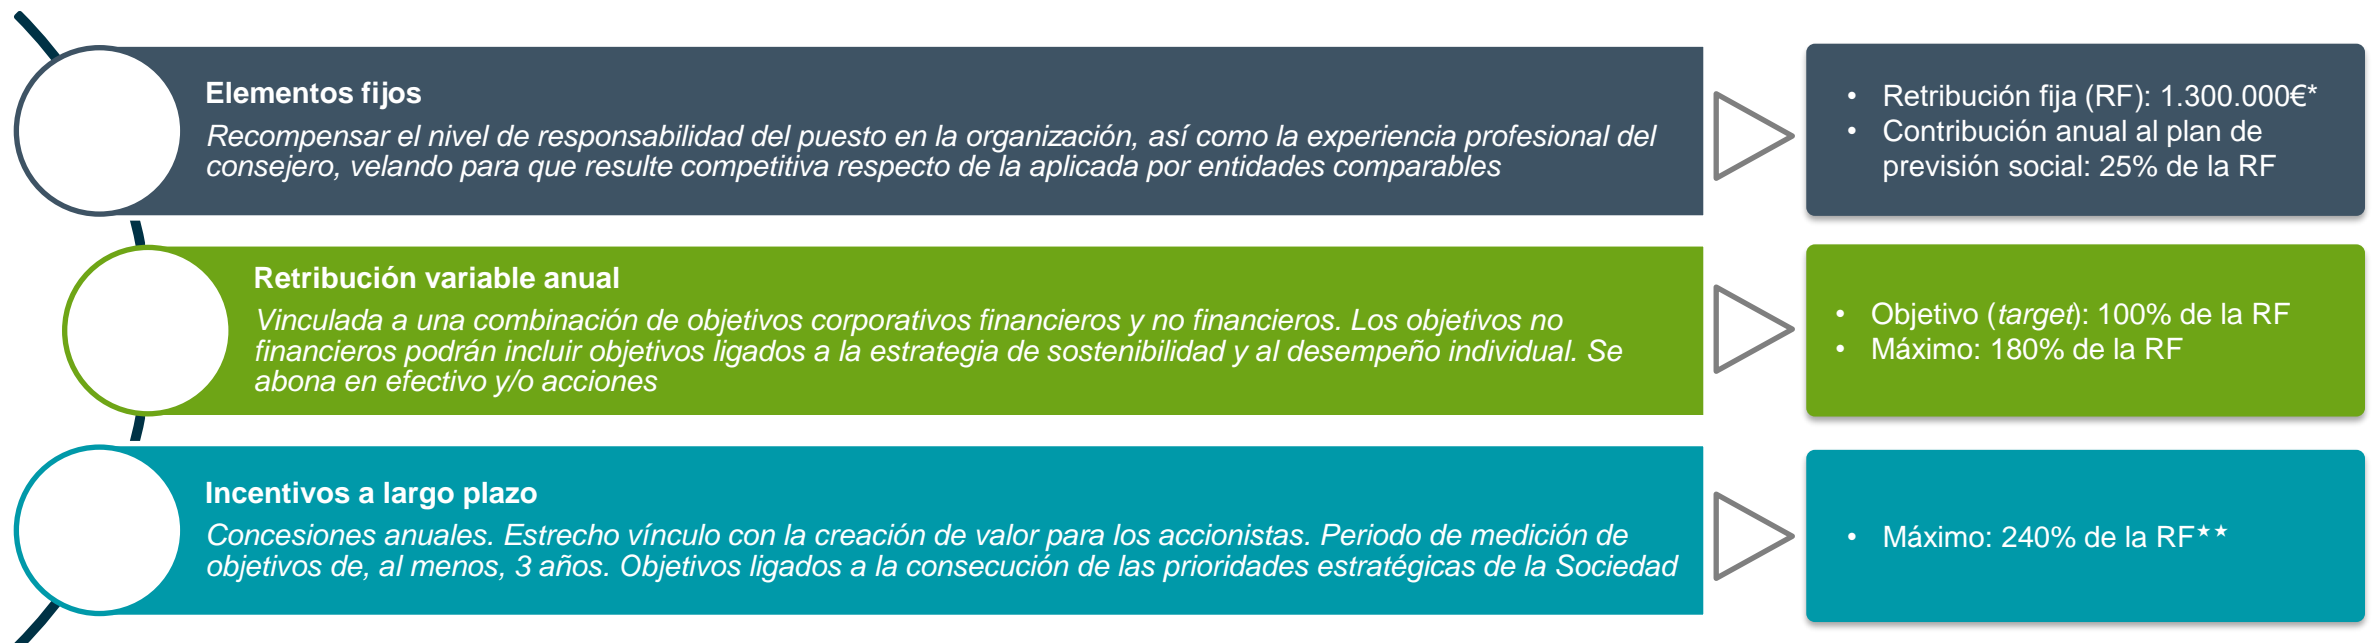 Elementos fijos
Recompensar el nivel de responsabilidad del puesto en la organización, así como la experiencia profesional del
consejero, velando para que resulte competitiva respecto de la aplicada por entidades comparables
• Retribución fija (RF): 1.300.000€*
• Contribución anual al plan de
previsión social: 25% de la RF
Retribución variable anual
Vinculada a una combinación de objetivos corporativos financieros y no financieros. Los objetivos no
financieros podrán incluir objetivos ligados a la estrategia de sostenibilidad y al desempeño individual. Se
abona en efectivo y/o acciones
• Objetivo (target): 100% de la RF
• Máximo: 180% de la RF
Incentivos a largo plazo
Concesiones anuales. Estrecho vínculo con la creación de valor para los accionistas. Periodo de medición de
objetivos de, al menos, 3 años. Objetivos ligados a la consecución de las prioridades estratégicas de la Sociedad
• Máximo: 240% de la RF★★